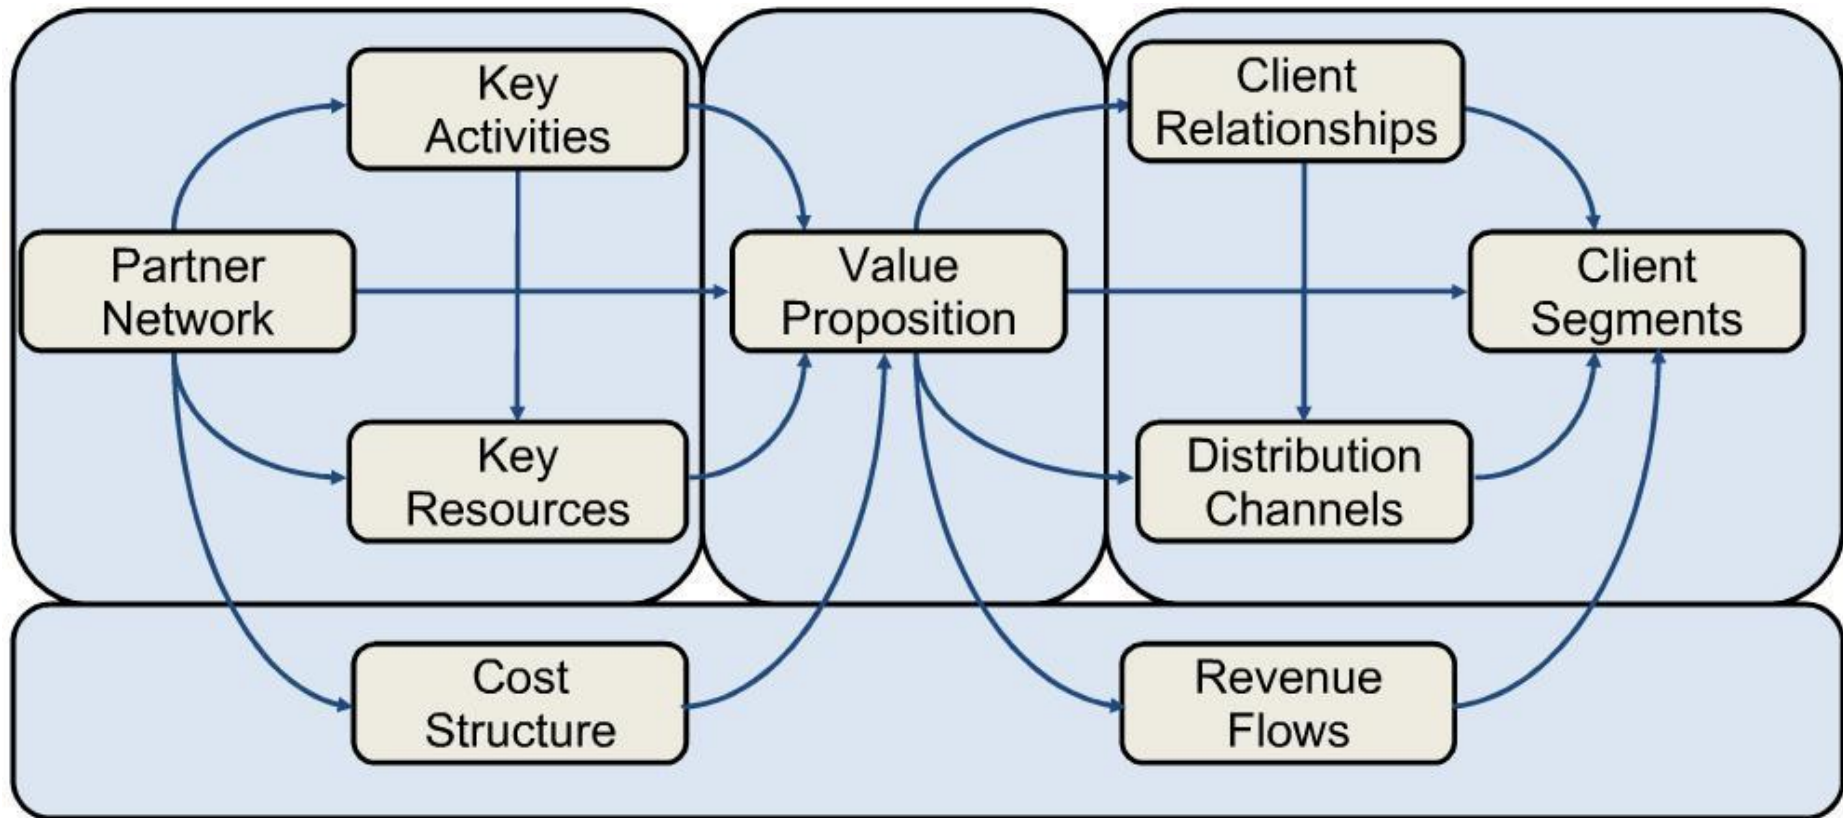 Key
Activities
Client
Relationships
Partner
Network
Value
Proposition
Client
Segments
Key
Resources
Distribution
Channels
Cost
Structure
Revenue
Flows